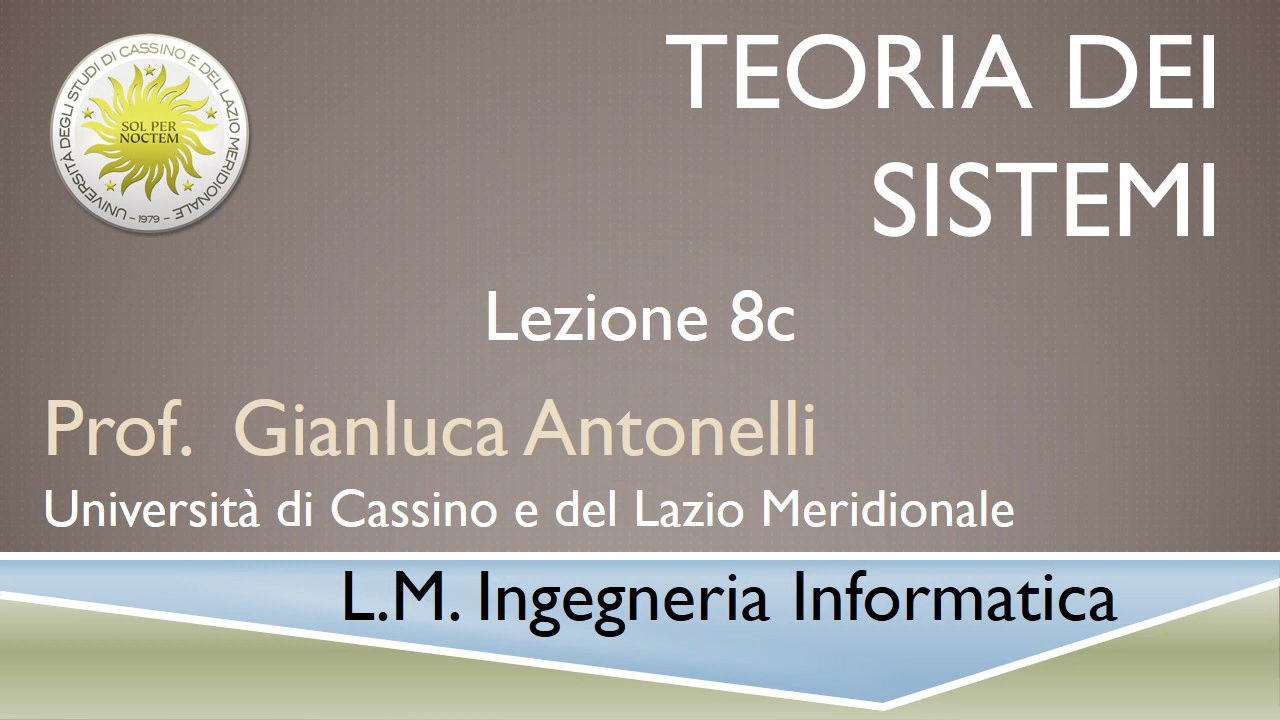 UNIVERSITÀ DEGLI STUDI DI CASSINO E DEL LAZIO MERIDIONALE
SOL PER
NOCTEM
– 1979 –
TEORIA DEI
SISTEMI
Lezione 8c
Prof. Gianluca Antonelli
Università di Cassino e del Lazio Meridionale
L.M. Ingegneria Informatica